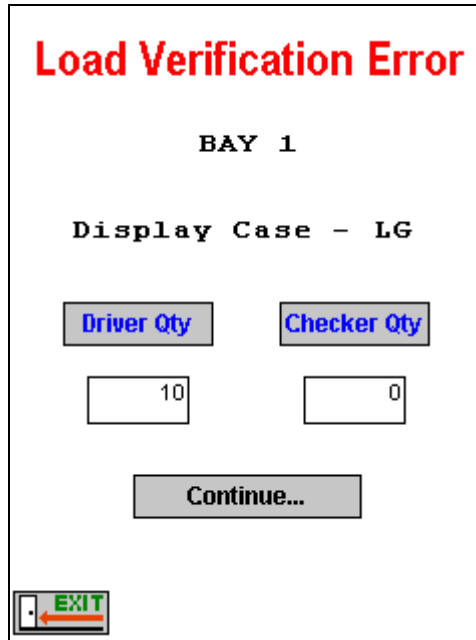 Load Verification Error
BAY 1
Display Case - LG
Driver Qty Checker Qty
10 0
Continue...
EXIT